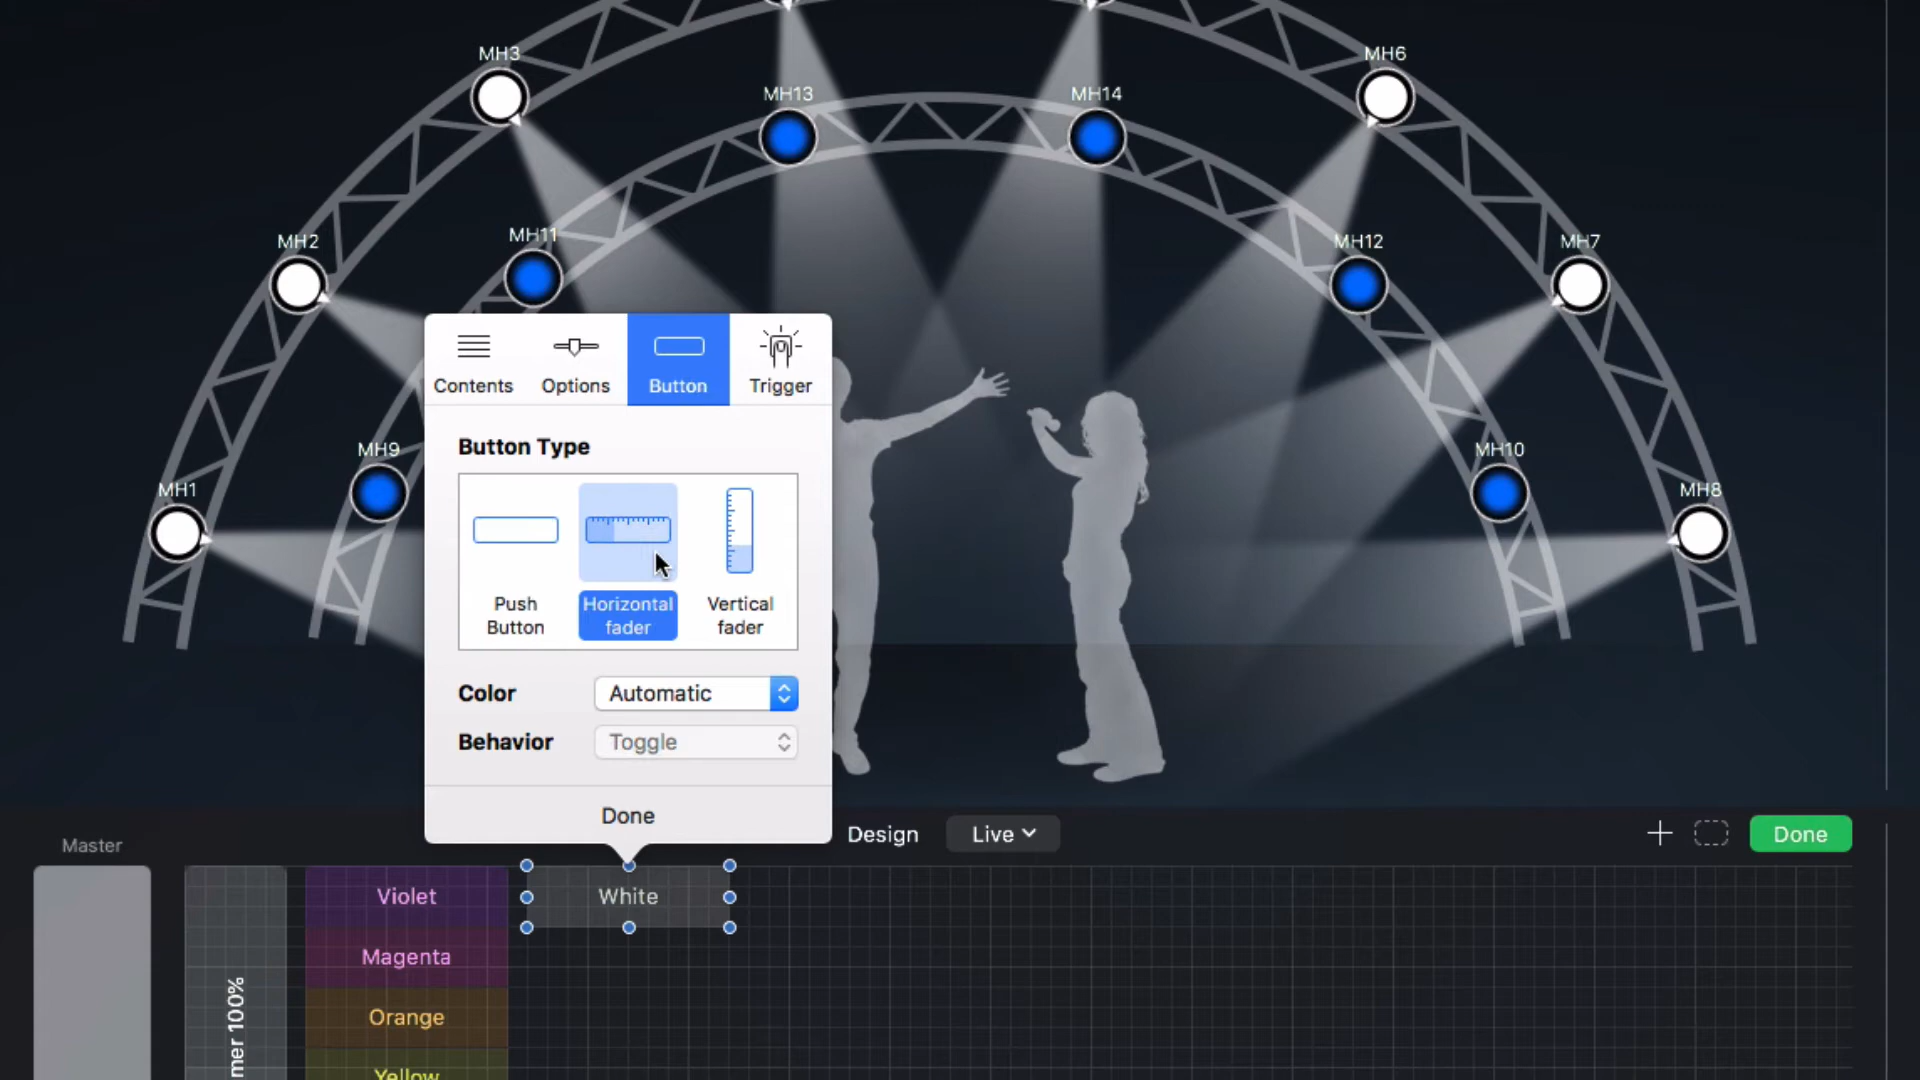 MH3
MH6
MH13
MH14
MH2
MH11
MH12
MH7
Contents
Options
Button
Trigger
Button Type
MH9
MH10
MH1
MH8
Push
Button
Horizontal
fader
Vertical
fader
Color
Automatic
Behavior
Toggle
Done
Design
Live
Done
Master
Violet
White
Magenta
Orange
mer 100%
Yellow